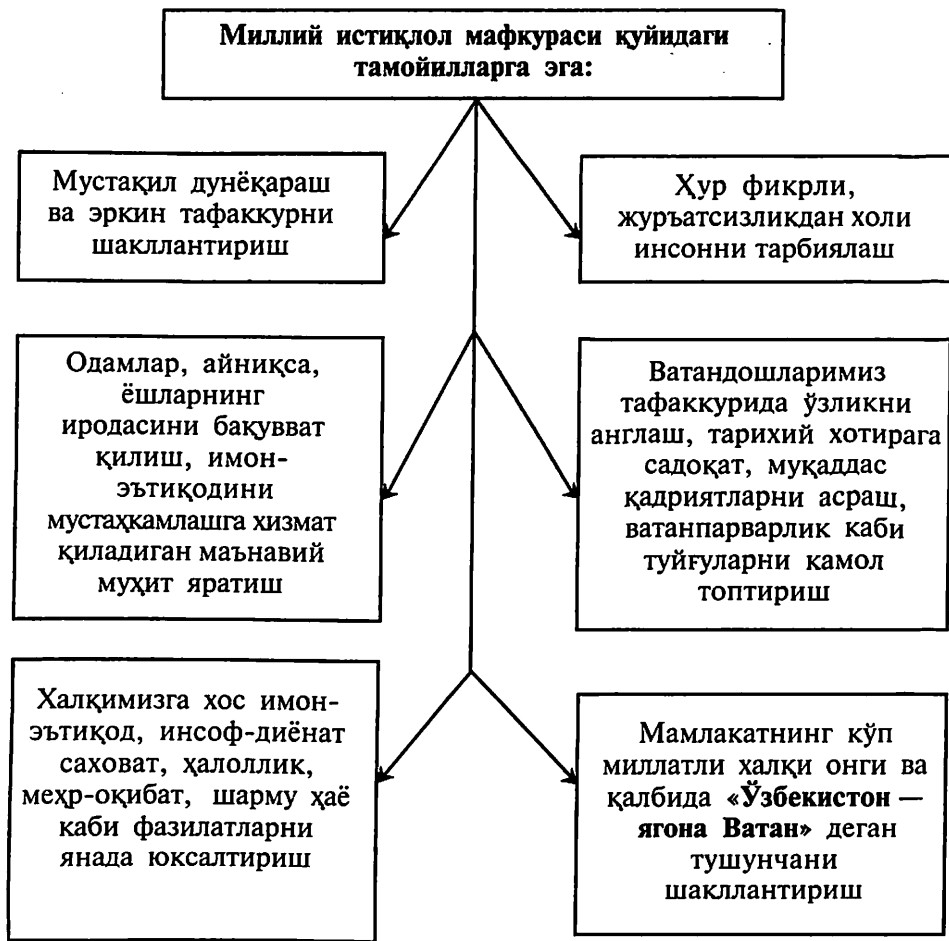 Миллий истиқлол мафкураси қуйидаги
тамойилларга эга:
Мустақил дунёқараш
ва эркин тафаккурни
шакллантириш
Ҳур фикрли,
журъатсизликдан холи
инсонни тарбиялаш
Одамлар, айниқса,
ёшларнинг
иродасини бақувват
қилиш, имон-
эътиқодини
мустаҳкамлашга хизмат
қиладиган маънавий
муҳит яратиш
Ватандошларимиз
тафаккурида ўзликни
англаш, тарихий хотирага
садоқат, муқаддас
қадриятларни асраш,
ватанпарварлик каби
туйғуларни камол
топтириш
Халқимизга хос имон-
эътиқод, инсоф-диёнат
саховат, ҳалоллик,
меҳр-оқибат, шарму ҳаё
каби фазилатларни
янада юксалтириш
Мамлакатнинг кўп
миллатли халқи онги ва
қалбида «Ўзбекистон —
ягона Ватан» деган
тушунчани
шакллантириш